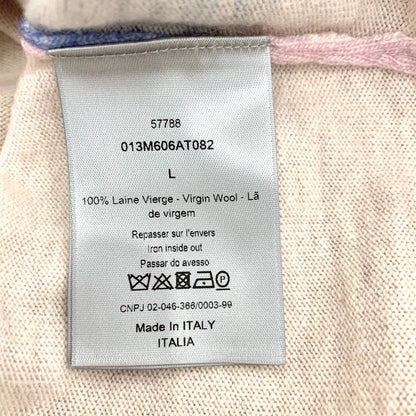 57788
013M606AT082
L
100% Laine Vierge - Virgin Wool - Lã
de virgem
Repasser sur l'envers
Iron inside out
Passar do avesso
P
CNPJ 02-046-366/0003-99
Made In ITALY
ITALIA